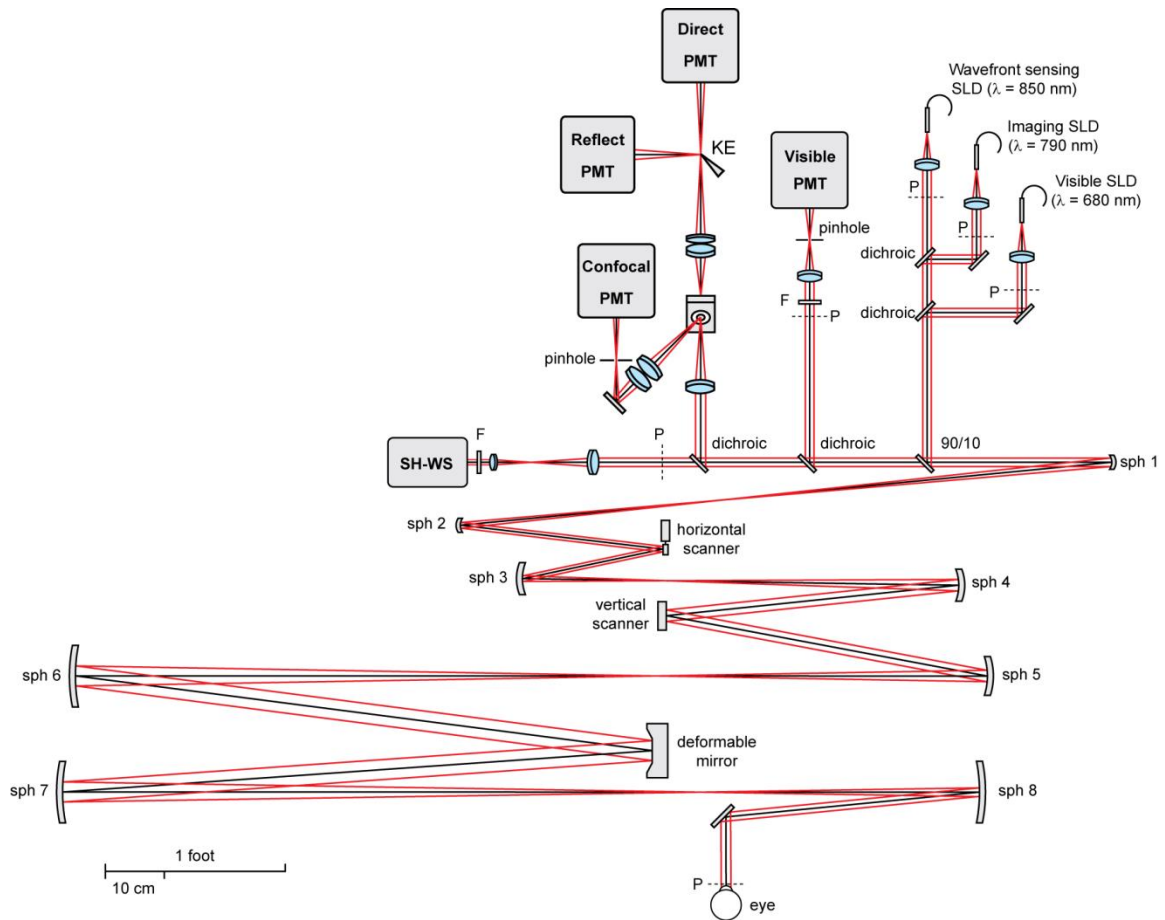 Direct
PMT
Wavefront sensing
SLD (λ = 850 nm)
Imaging SLD
(λ = 790 nm)
Reflect
PMT
KE
Visible
PMT
Visible SLD
(λ = 680 nm)
P
P
pinhole
dichroic
Confocal
PMT
P
F
P
dichroic
pinhole
F
P
dichroic
dichroic
90/10
SH-WS
sph 1
sph 2
horizontal
scanner
sph 3
sph 4
vertical
scanner
sph 6
sph 5
deformable
mirror
sph 7
sph 8
1 foot
10 cm
P
eye